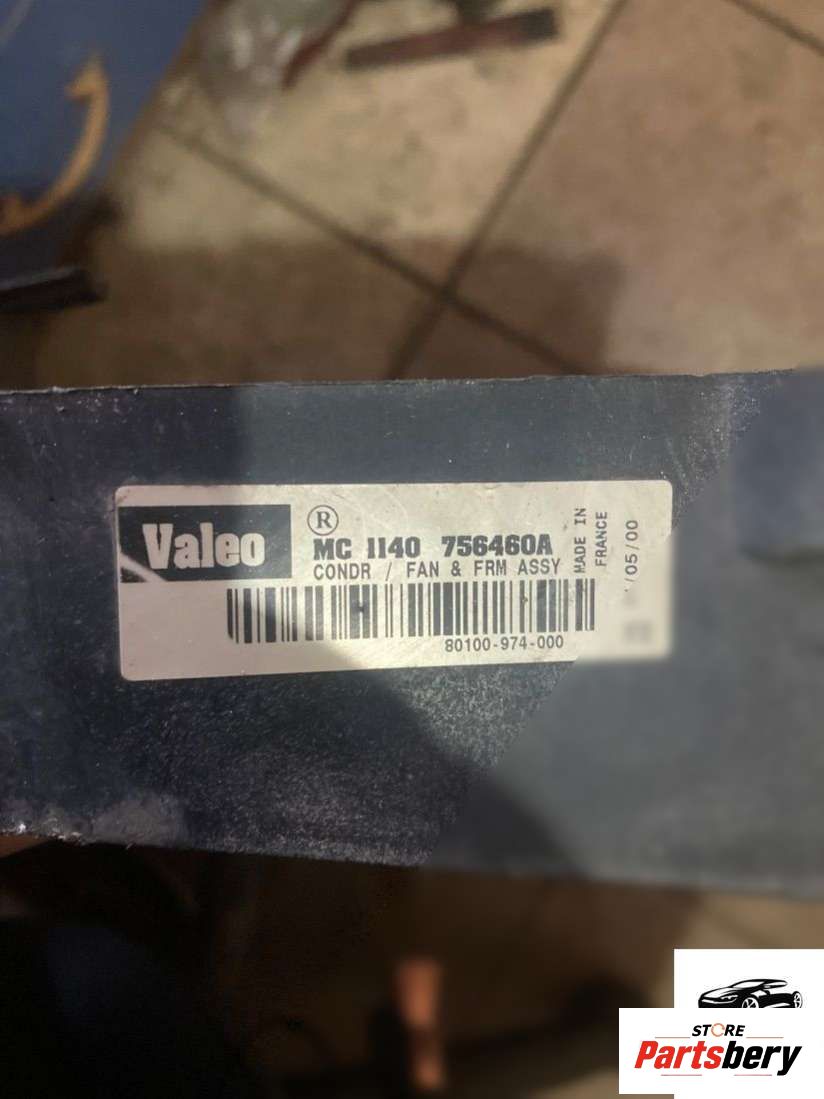 Valeo ®
MC 1140 756460A
CONDR / FAN & FRM ASSY
80100-974-000
MADE IN
FRANCE
/05/00
STORE
Partsbery